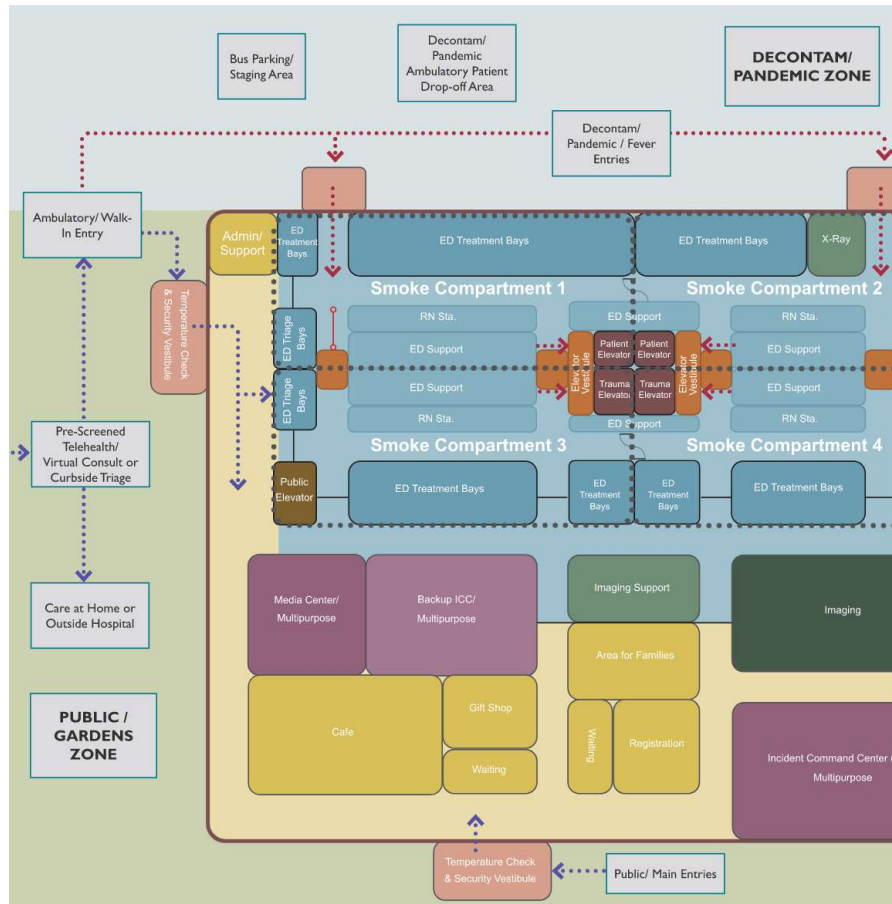 Bus Parking/
Staging Area
Decontam/
Pandemic
Ambulatory Patient
Drop-off Area
DECONTAM/
PANDEMIC ZONE
Decontam/
Pandemic / Fever
Entries
Ambulatory/ Walk-
In Entry
Admin/
Support
ED
Treatment
Bays
ED Treatment Bays
ED Treatment Bays
X-Ray
Temperature Check
& Security Vestibule
Smoke Compartment 1
Smoke Compartment 2
ED Triage
Bays
RN Sta.
ED Support
RN Sta.
ED Support
Patient
Elevator
Patient
Elevator
ED Support
Elevator
Vestibule
Elevator
Vestibule
ED Triage
Bays
ED Support
Trauma
Elevator
Trauma
Elevator
ED Support
RN Sta.
ED Support
RN Sta.
Pre-Screened
Telehealth/
Virtual Consult or
Curbside Triage
Smoke Compartment 3
Smoke Compartment 4
Public
Elevator
ED Treatment Bays
ED
Treatment
Bays
ED
Treatment
Bays
ED Treatment Bays
Care at Home or
Outside Hospital
Media Center/
Multipurpose
Backup ICC/
Multipurpose
Imaging Support
Imaging
Area for Families
PUBLIC /
GARDENS
ZONE
Cafe
Gift Shop
Waiting
Waiting
Registration
Incident Command Center
Multipurpose
Temperature Check
& Security Vestibule
Public/ Main Entries